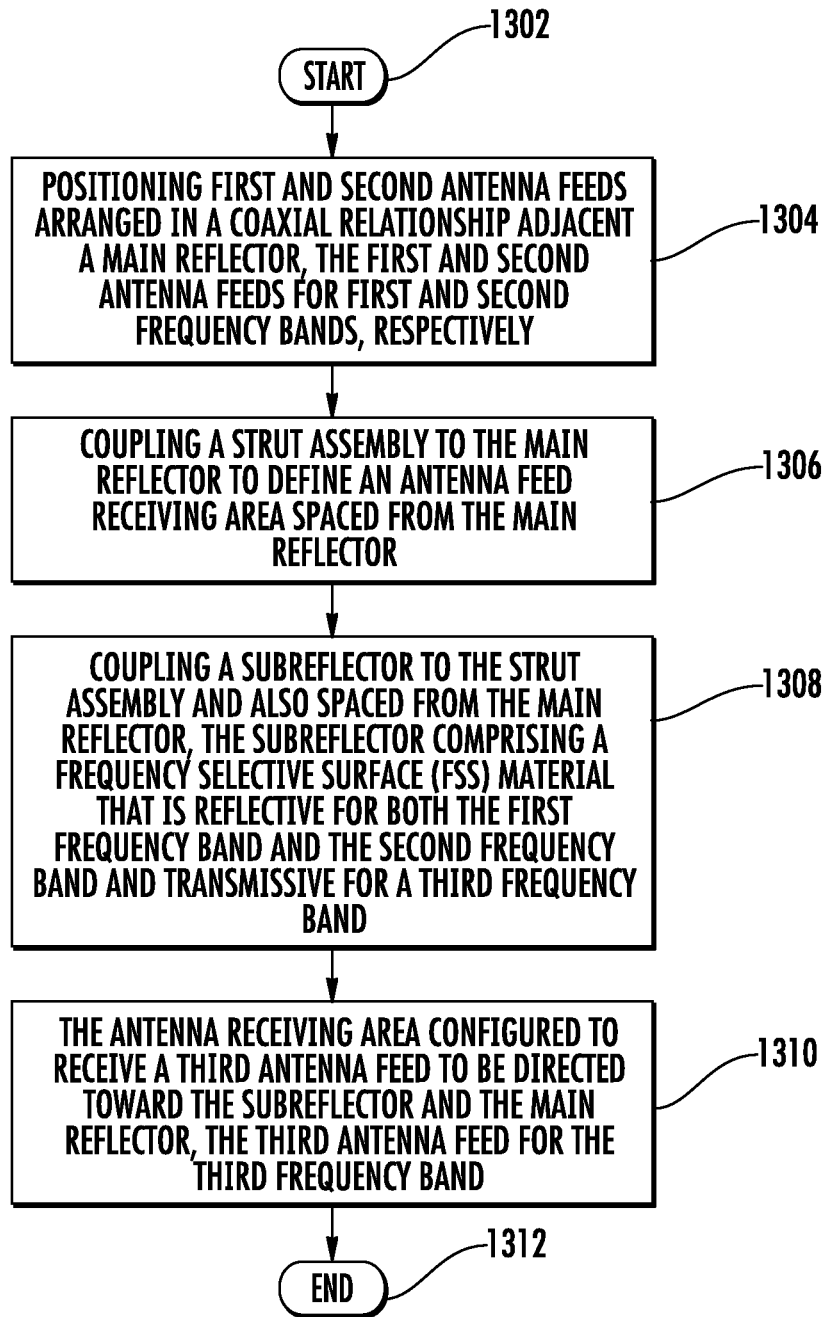 1302
START
POSITIONING FIRST AND SECOND ANTENNA FEEDS
ARRANGED IN A COAXIAL RELATIONSHIP ADJACENT
A MAIN REFLECTOR, THE FIRST AND SECOND
ANTENNA FEEDS FOR FIRST AND SECOND
FREQUENCY BANDS, RESPECTIVELY
1304
COUPLING A STRUT ASSEMBLY TO THE MAIN
REFLECTOR TO DEFINE AN ANTENNA FEED
RECEIVING AREA SPACED FROM THE MAIN
REFLECTOR
1306
COUPLING A SUBREFLECTOR TO THE STRUT
ASSEMBLY AND ALSO SPACED FROM THE MAIN
REFLECTOR, THE SUBREFLECTOR COMPRISING A
FREQUENCY SELECTIVE SURFACE (FSS) MATERIAL
THAT IS REFLECTIVE FOR BOTH THE FIRST
FREQUENCY BAND AND THE SECOND FREQUENCY
BAND AND TRANSMISSIVE FOR A THIRD FREQUENCY
BAND
1308
THE ANTENNA RECEIVING AREA CONFIGURED TO
RECEIVE A THIRD ANTENNA FEED TO BE DIRECTED
TOWARD THE SUBREFLECTOR AND THE MAIN
REFLECTOR, THE THIRD ANTENNA FEED FOR THE
THIRD FREQUENCY BAND.
1310
1312
END